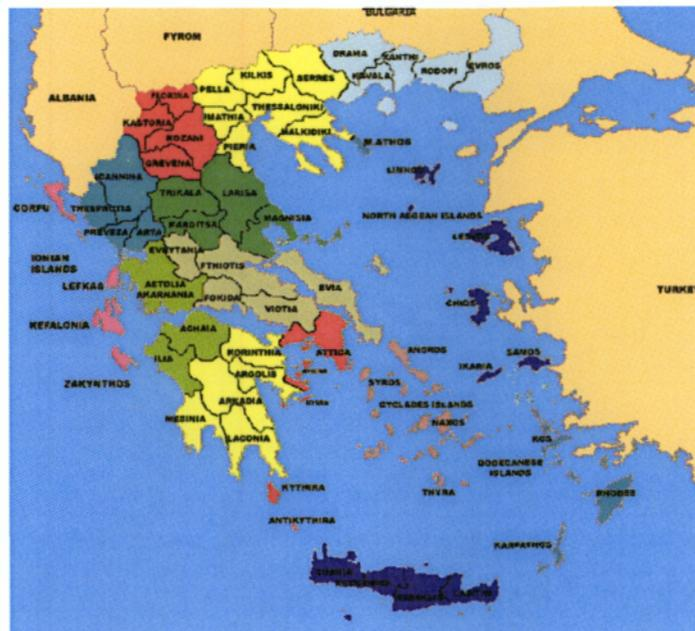 BULGARIA
FYROM
DRAMA
XANTHI
EVROS
KAVALA
RODOPI
KILKIS
SERRES
PELLA
FLORINA
ALBANIA
THESSALONIKI
IMATHIA
KASTORIA
KOZANI
HALKIDIKI
PIERIA
M.ATHOS
GREVENA
LIMNOS
IOANNINA
TRIKALA
LARISA
CORFU
THESPROTIA
NORTH AEGEAN ISLANDS
MAGNISIA
KARDITSA
PREVEZA
ARTA
LESVOS
EVRYTANIA
IONIAN
ISLANDS
FTHIOTIS
LEFKAS
AETOLIA
AKARNANIA
EVIA
TURKEY
FOKIDA
VIOTIA
CHIOS
KEFALONIA
ACHAIA
KORINTHIA
ATTICA
ANDROS
ILIA
SAMOS
IKARIA
ARGOLIS
ZAKYNTHOS
SYROS
ARKADIA
CYCLADES ISLANDS
MESINIA
NAXOS
LACONIA
KOS
DODECANESE
ISLANDS
KYTHIRA
THYRA
RHODES
ANTIKYTHIRA
KARPATHOS